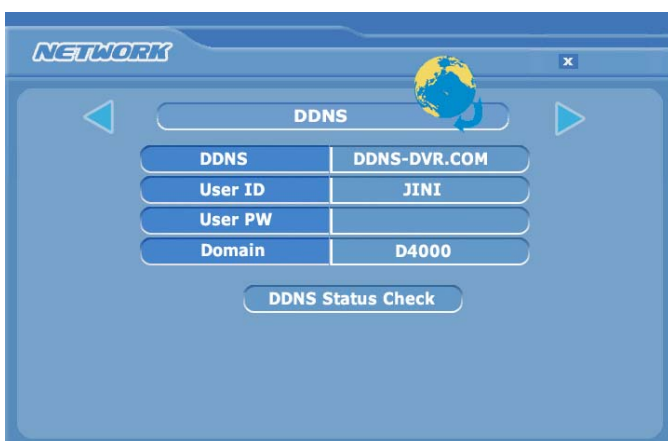 NETWORK
x
DDNS
DDNS DDNS-DVR.COM
User ID JINI
User PW
Domain D4000
DDNS Status Check